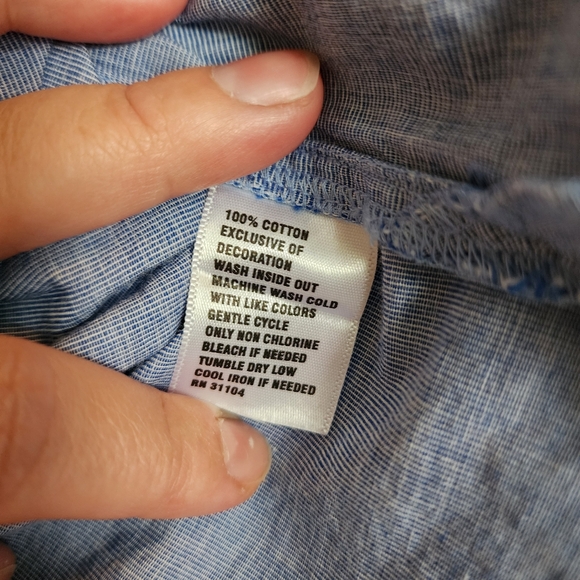 100% COTTON
EXCLUSIVE OF
DECORATION
WASH INSIDE OUT
MACHINE WASH COLD
WITH LIKE COLORS
GENTLE CYCLE
ONLY NON CHLORINE
BLEACH IF NEEDED
TUMBLE DRY LOW
COOL IRON IF NEEDED
RN 31104